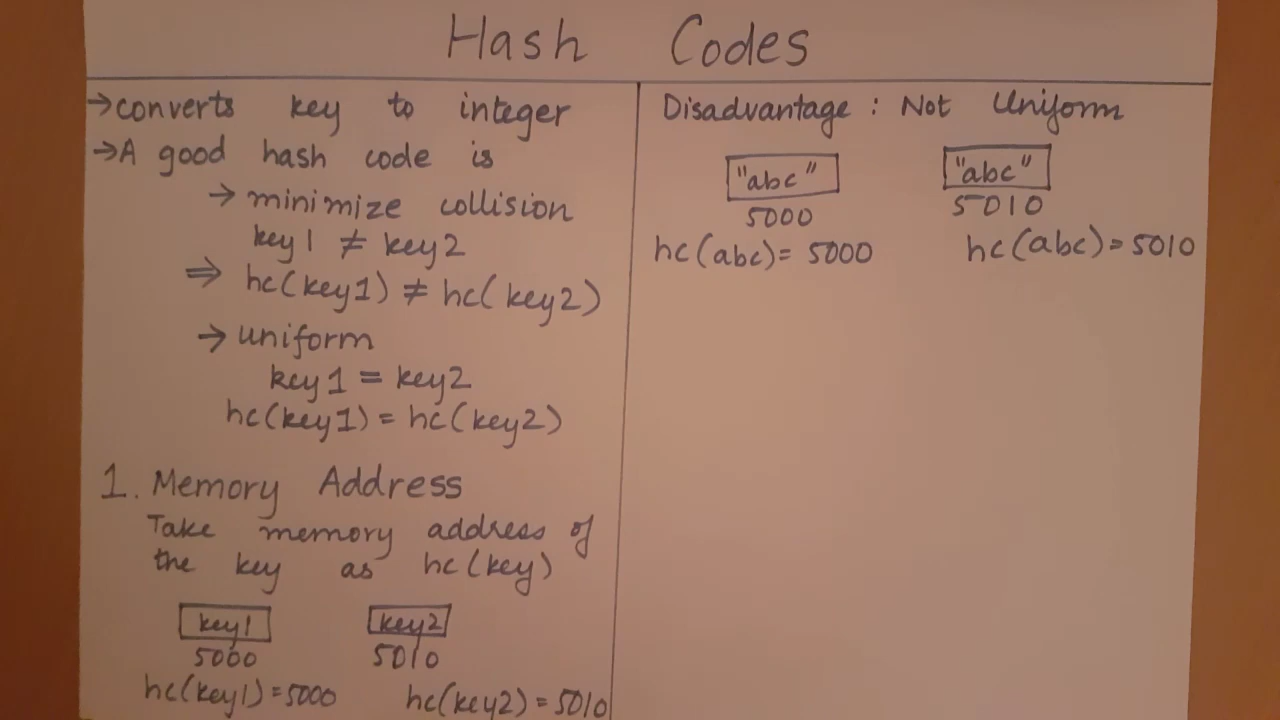 Hash Codes
→ converts key to integer
→ A good hash code is
→ minimize collision
key1 ≠ key2
⇒ hc(key1) ≠ hc(key2)
→ uniform
key1 = key2
hc(key1) = hc(key2)
1. Memory Address
Take memory address of
the key as hc(key)
key1 key2
5000 5010
hc(key1) = 5000 hc(key2) = 5010
Disadvantage : Not Uniform
"abc" "abc"
5000 5010
hc(abc) = 5000 hc(abc) = 5010